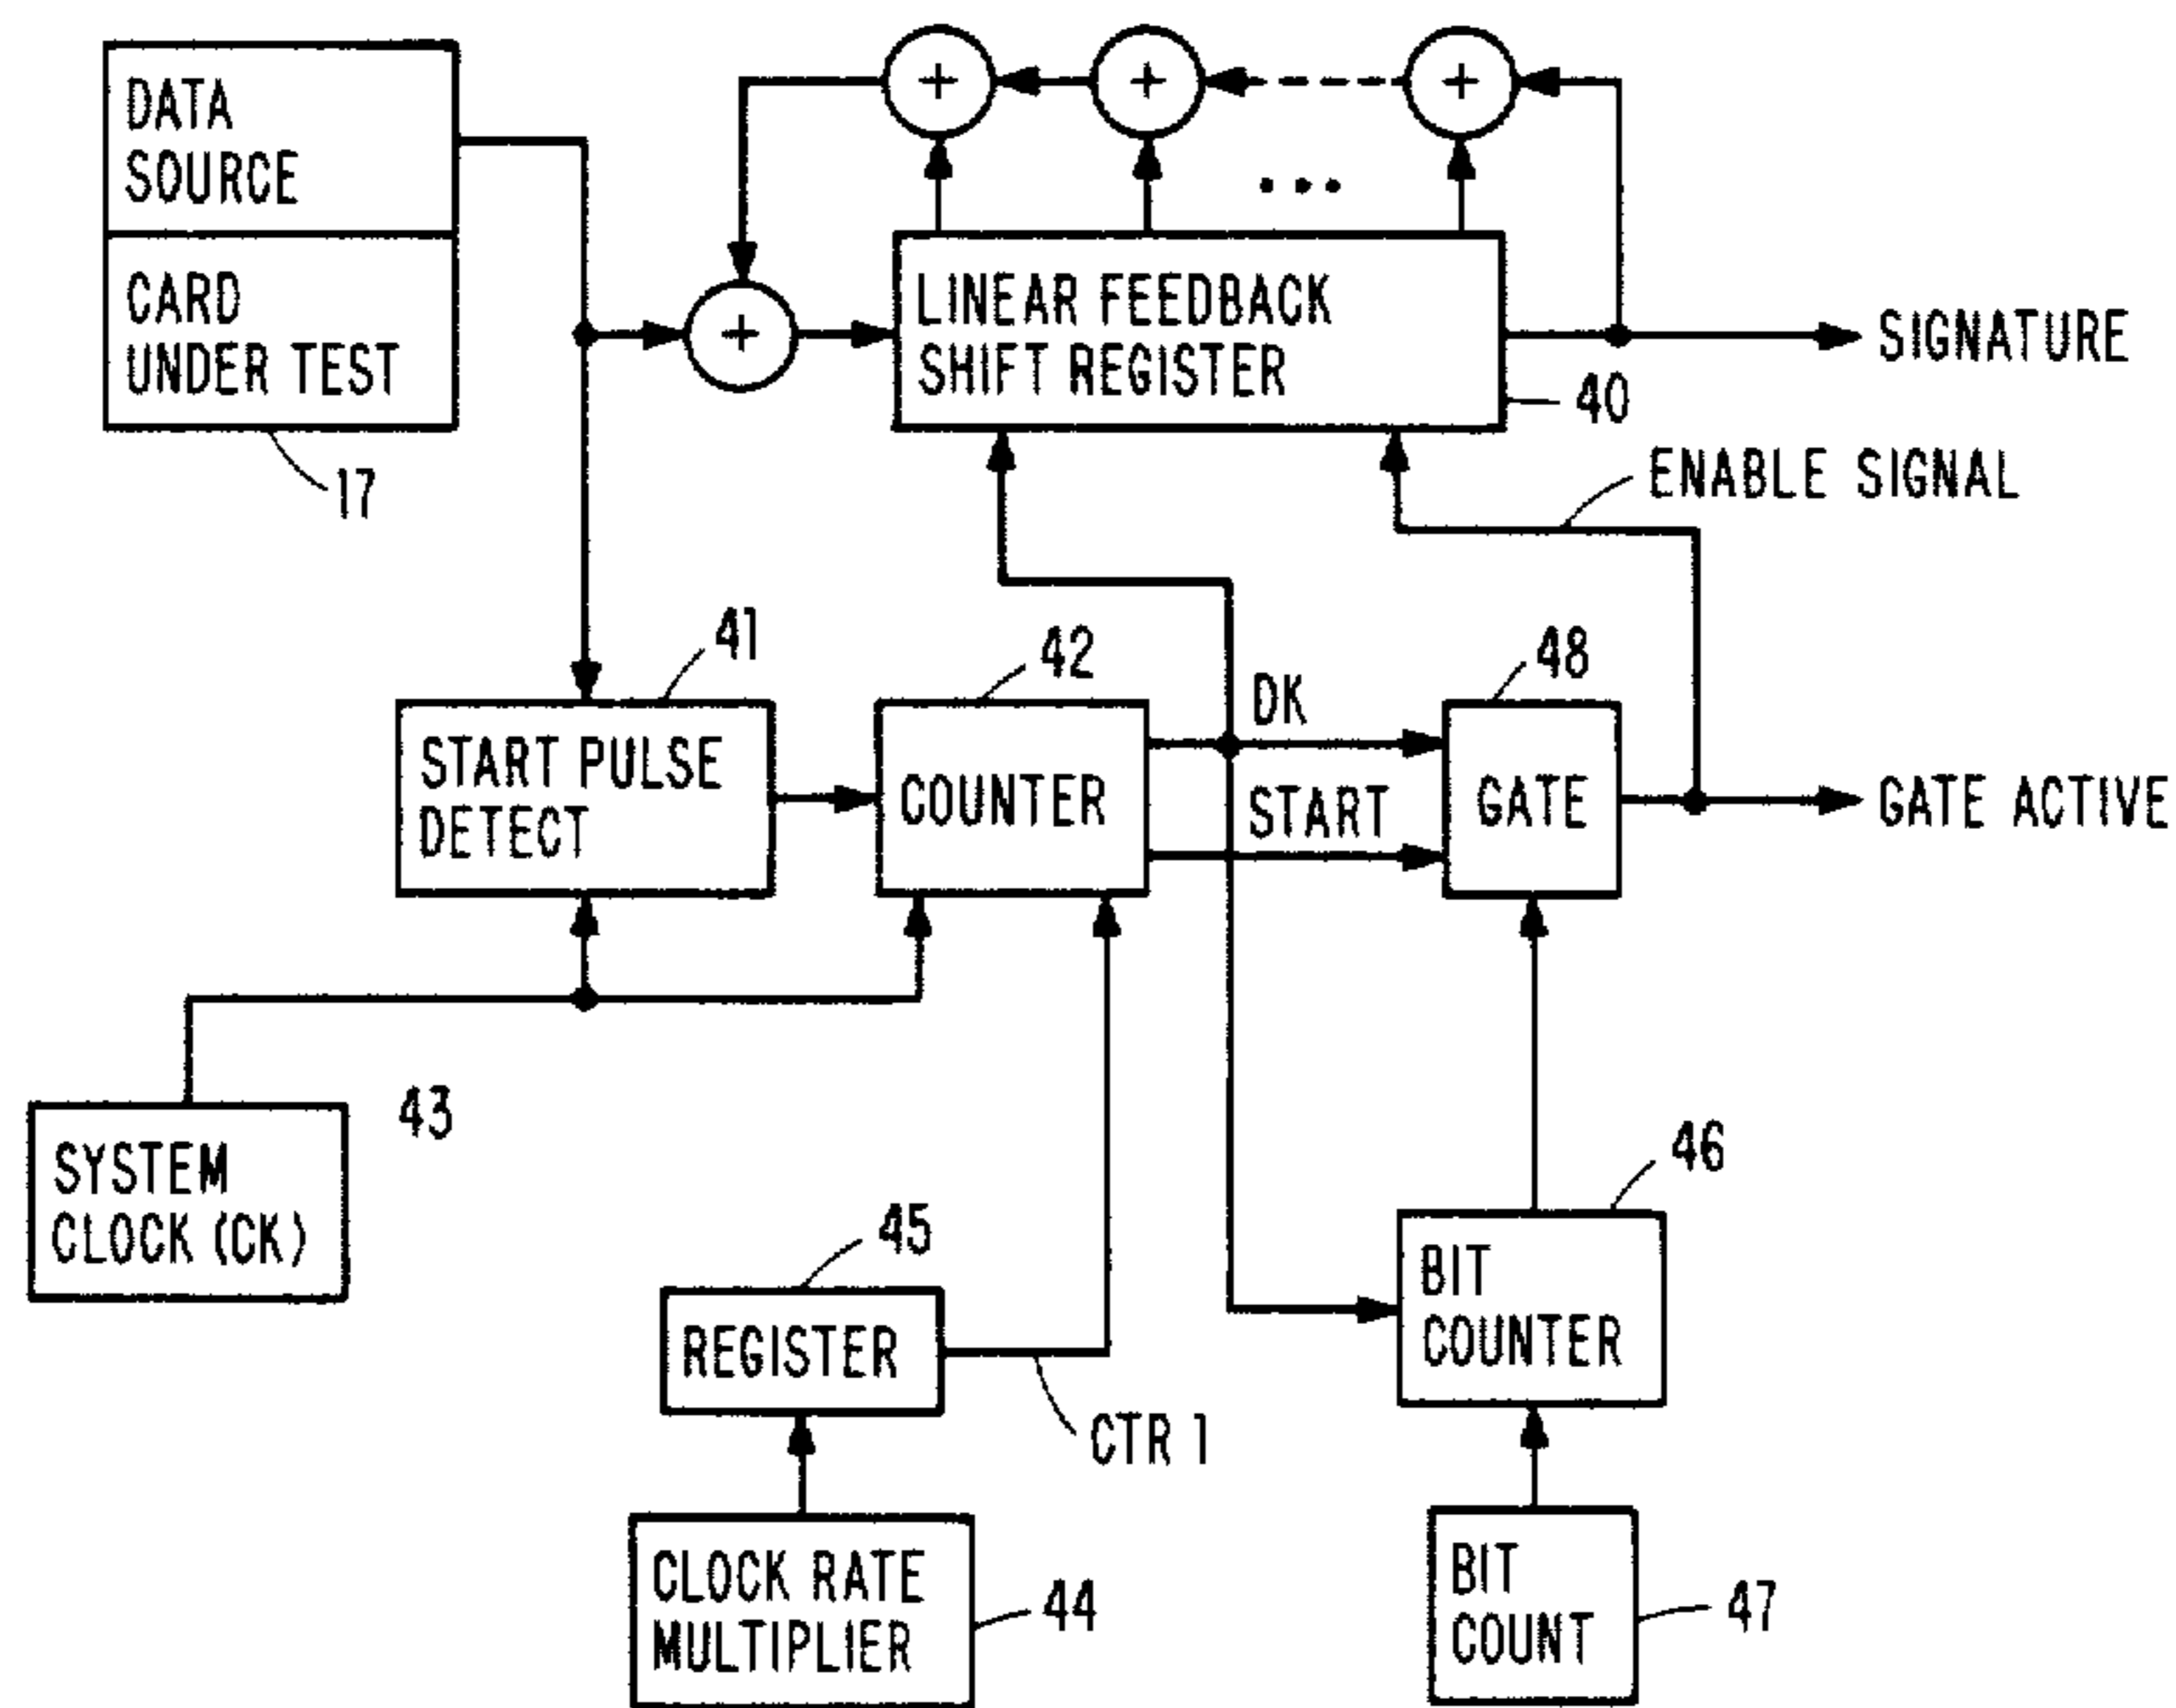 DATA
SOURCE
CARD
UNDER TEST
17
+
+
+
+
...
LINEAR FEEDBACK
SHIFT REGISTER
40
SIGNATURE
ENABLE SIGNAL
41
START PULSE
DETECT
42
COUNTER
DK
START
48
GATE
GATE ACTIVE
43
SYSTEM
CLOCK (CK)
45
REGISTER
CTR 1
CLOCK RATE
MULTIPLIER
44
46
BIT
COUNTER
BIT
COUNT
47